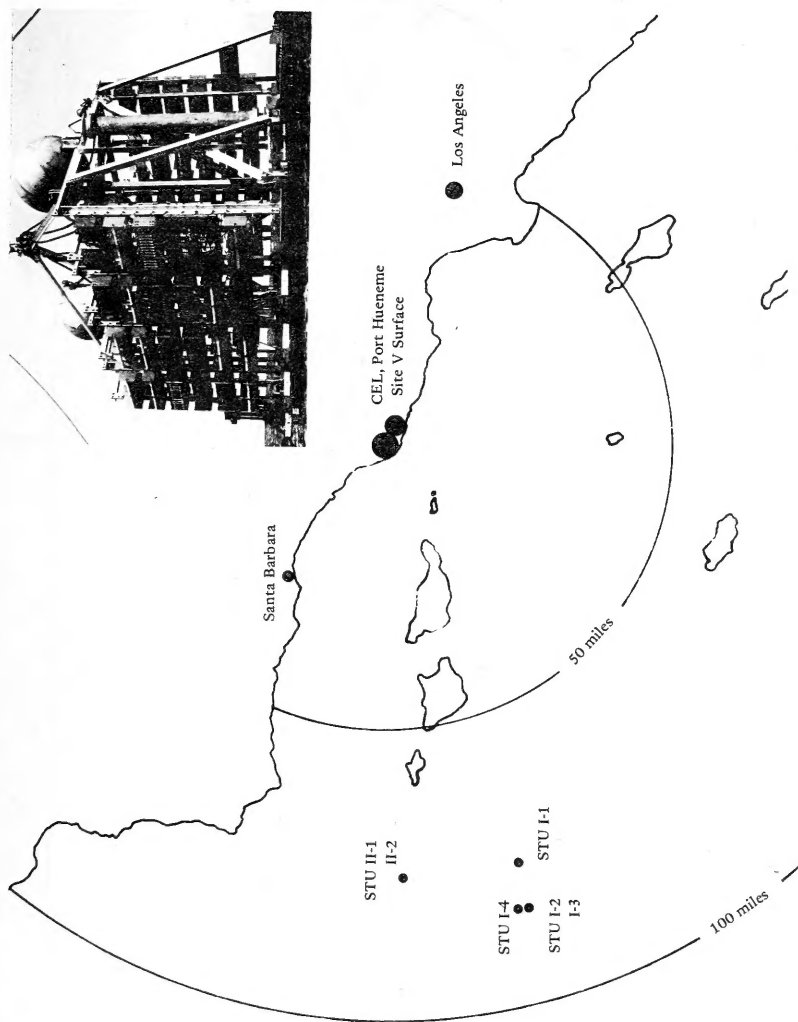 Los Angeles
CEL, Port Hueneme
Site V Surface
Santa Barbara
50 miles
STU II-1
II-2
STU I-1
STU I-4
STU I-2
I-3
100 miles